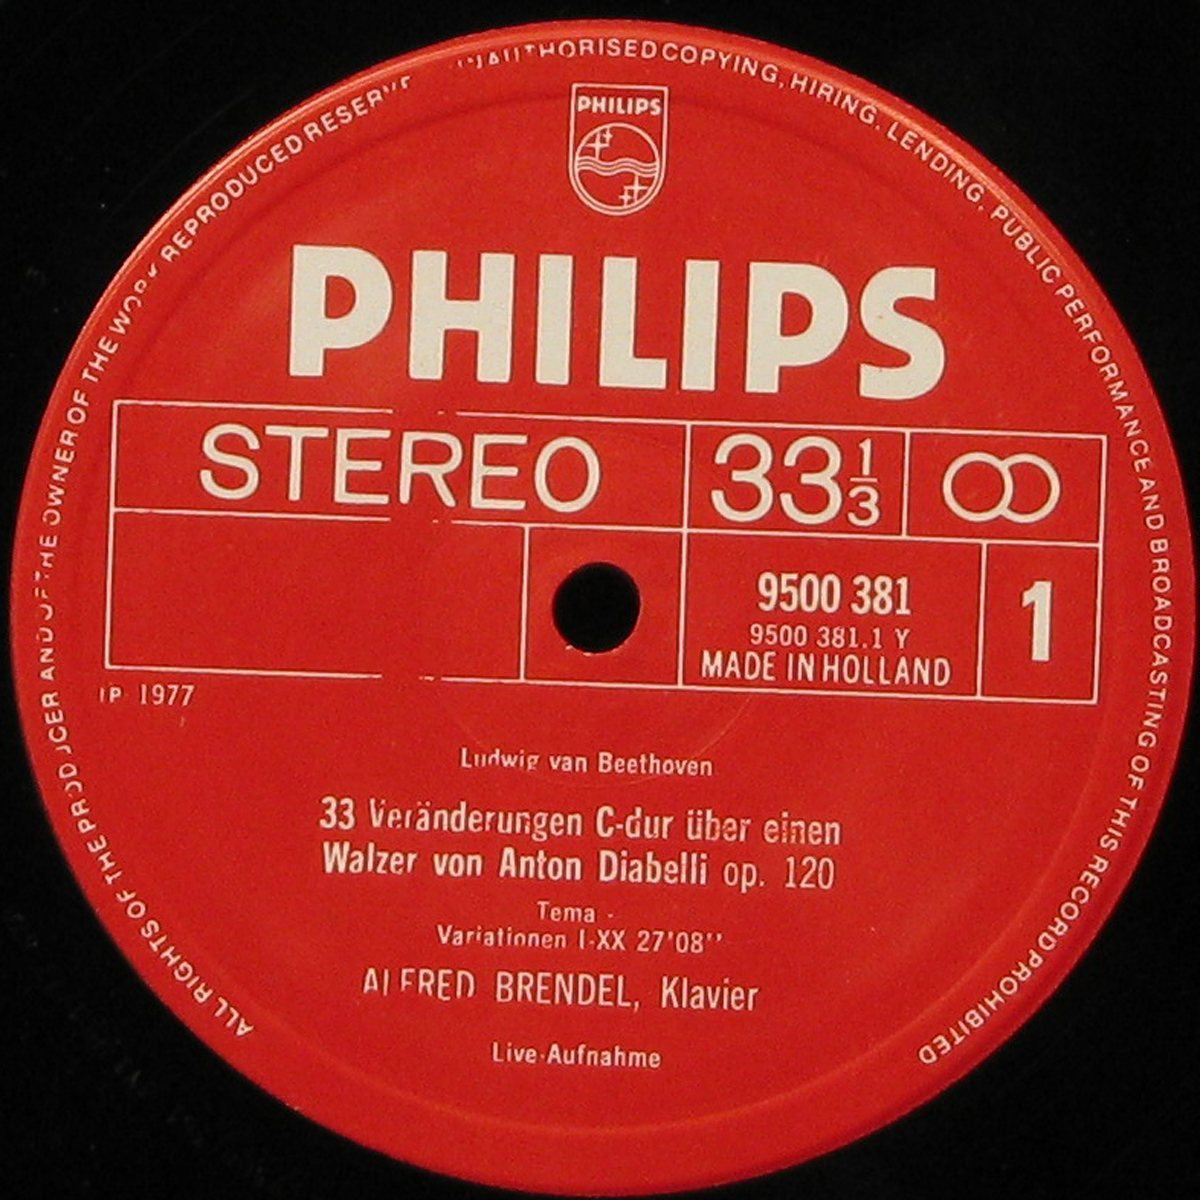 ALL RIGHTS OF THE PRODUCER AND OF THE OWNER OF THE WORK REPRODUCED RESERVED UNAUTHORISED COPYING, HIRING, LENDING, PUBLIC PERFORMANCE AND BROADCASTING OF THIS RECORD PROHIBITED
PHILIPS
PHILIPS
STEREO 33 1/3
9500 381
9500 381.1 Y
MADE IN HOLLAND
1
P 1977
Ludwig van Beethoven
33 Veränderungen C-dur über einen
Walzer von Anton Diabelli op. 120
Tema -
Variationen I-XX 27'08''
ALFRED BRENDEL, Klavier
Live-Aufnahme